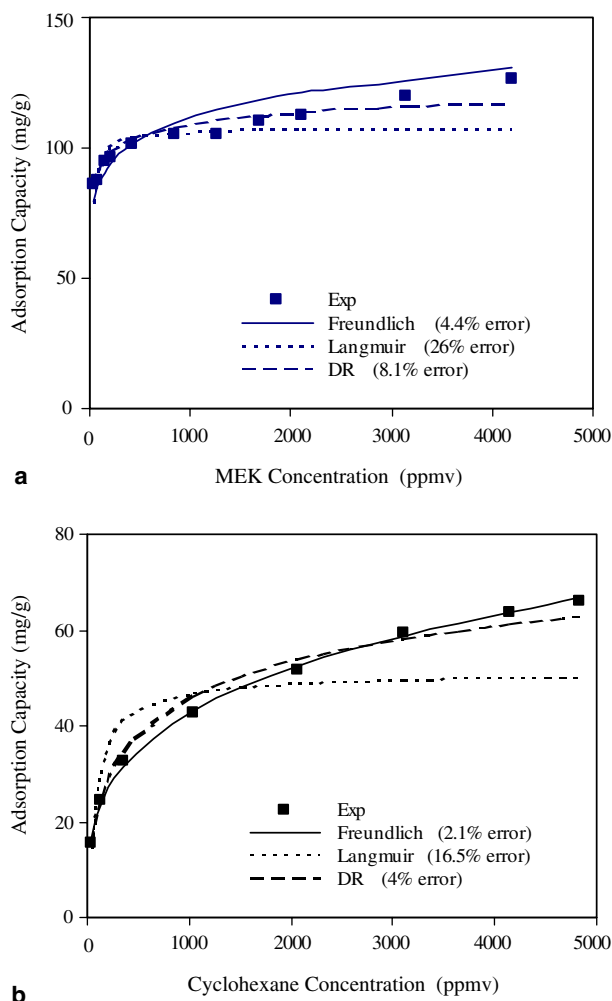 a
150
100
50
0
Adsorption Capacity (mg/g)
Exp
Freundlich (4.4% error)
Langmuir (26% error)
DR (8.1% error)
0 1000 2000 3000 4000 5000
MEK Concentration (ppmv)
80
60
40
20
0
Adsorption Capacity (mg/g)
Exp
Freundlich (2.1% error)
Langmuir (16.5% error)
DR (4% error)
0 1000 2000 3000 4000 5000
Cyclohexane Concentration (ppmv)
b